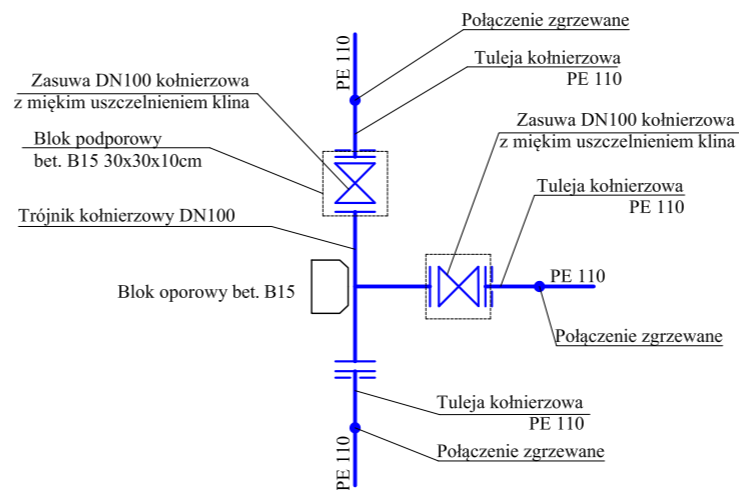 Połączenie zgrzewane
PE 110
Tuleja kołnierzowa
PE 110
Zasuwa DN100 kołnierzowa
z miękim uszczelnieniem klina
Blok podporowy
bet. B15 30x30x10cm
Zasuwa DN100 kołnierzowa
z miękim uszczelnieniem klina
Tuleja kołnierzowa
PE 110
Trójnik kołnierzowy DN100
Blok oporowy bet. B15
PE 110
Połączenie zgrzewane
Tuleja kołnierzowa
PE 110
PE 110
Połączenie zgrzewane